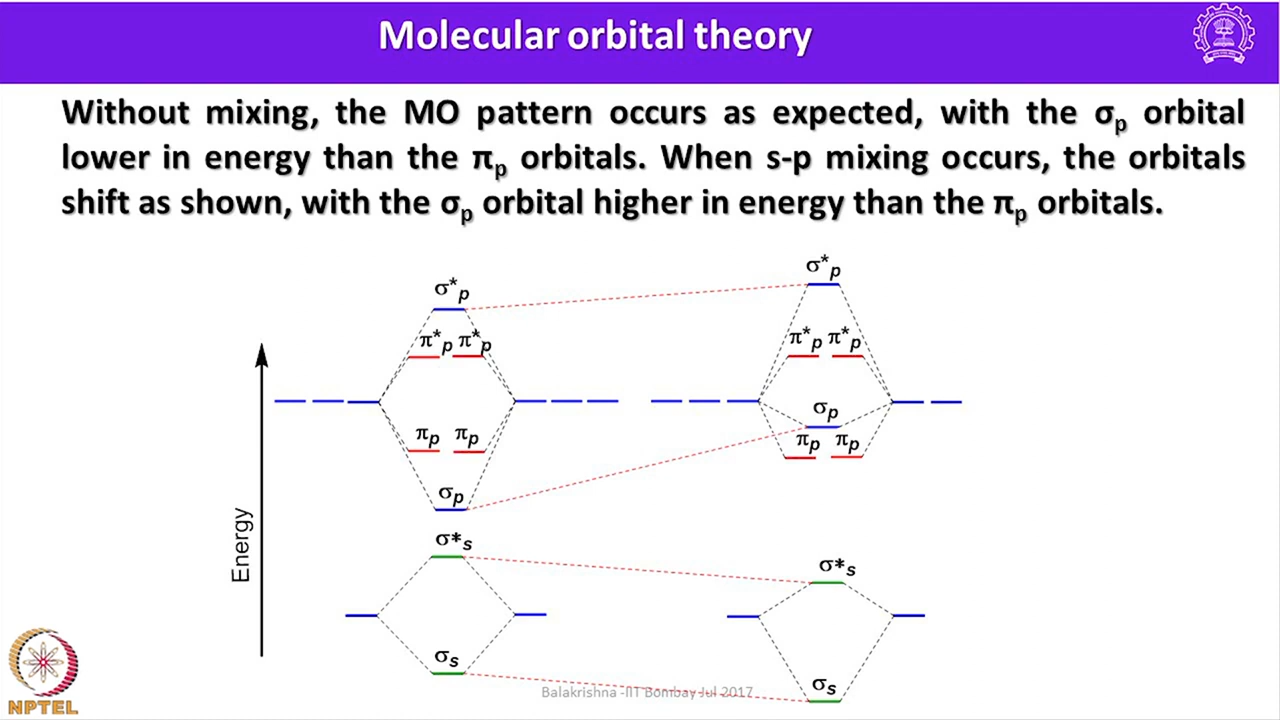 Molecular orbital theory
Without mixing, the MO pattern occurs as expected, with the σp orbital
lower in energy than the πp orbitals. When s-p mixing occurs, the orbitals
shift as shown, with the σp orbital higher in energy than the πp orbitals.
σ*p
σ*p
π*p π*p
π*p π*p
σp
πp πp
πp πp
σp
σ*s
σ*s
σs
σs
Energy
Balakrishna -IIT Bombay Jul 2017
NPTEL